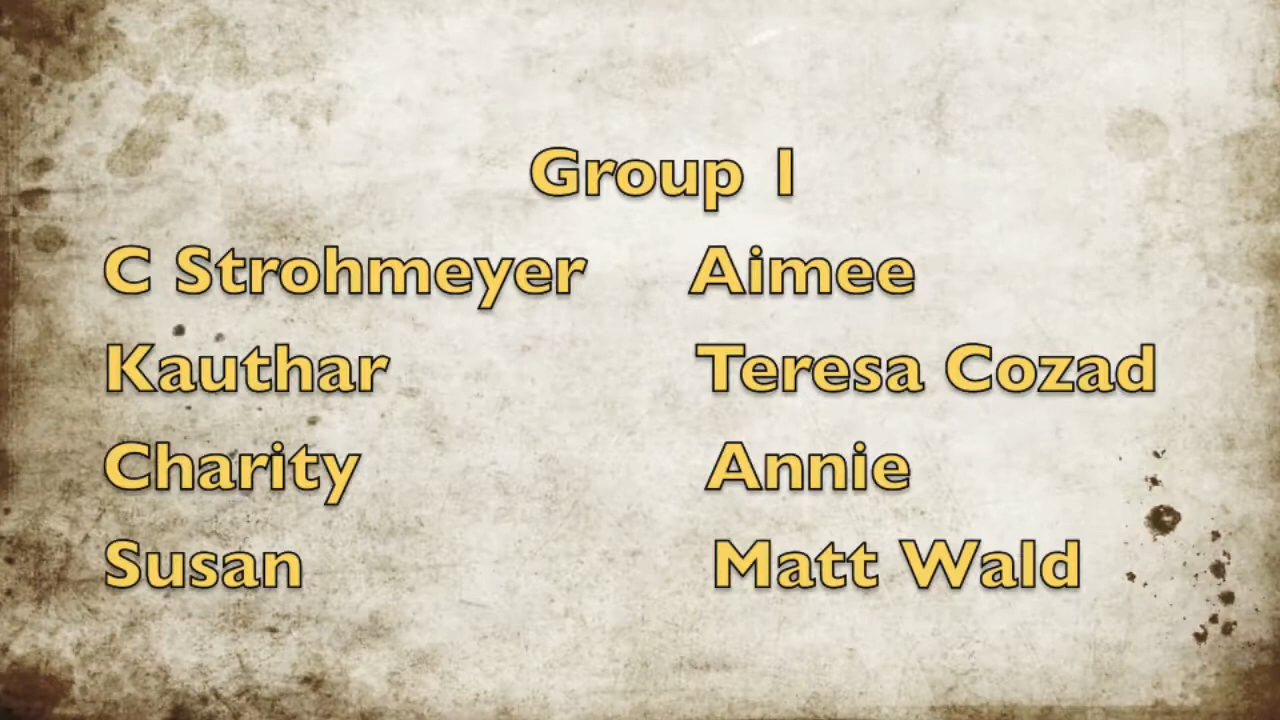 Group 1
C Strohmeyer Aimee
Kauthar Teresa Cozad
Charity Annie
Susan Matt Wald